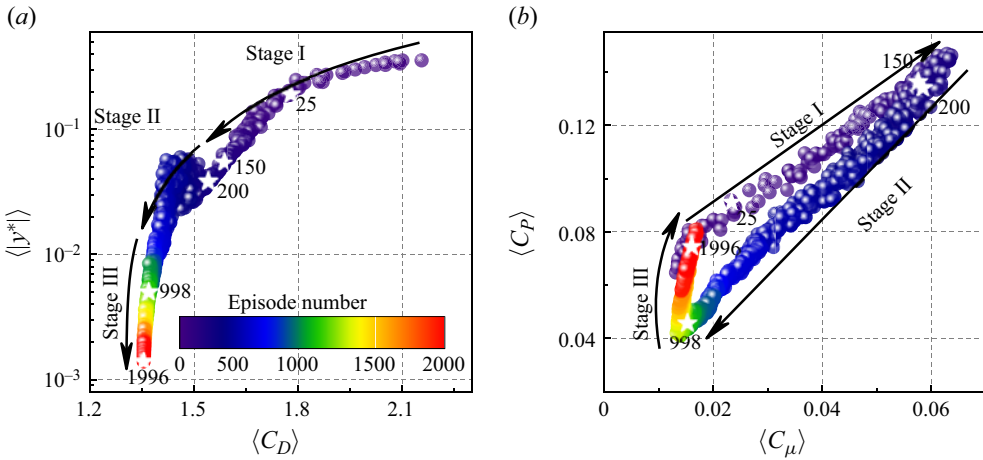 (a)
Stage I
25
Stage II
10⁻¹
150
200
⟨|y*|⟩
10⁻²
Stage III
998
Episode number
0 500 1000 1500 2000
1996
10⁻³
1.2 1.5 1.8 2.1
⟨C_D⟩
(b)
150
200
0.12
Stage I
Stage II
25
⟨C_P⟩
0.08
1996
Stage III
998
0.04
0 0.02 0.04 0.06
⟨C_μ⟩